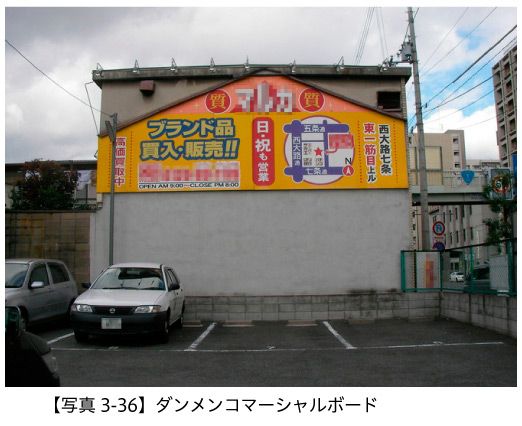 質 マルカ 質
ブランド品
買入・販売!!
OPEN AM 9:00〜CLOSE PM 8:00
高価買取中
日・祝も営業
五条通
西大路通
七条通
N
西大路七条
東一筋目上ル
【写真 3-36】ダンメンコマーシャルボード